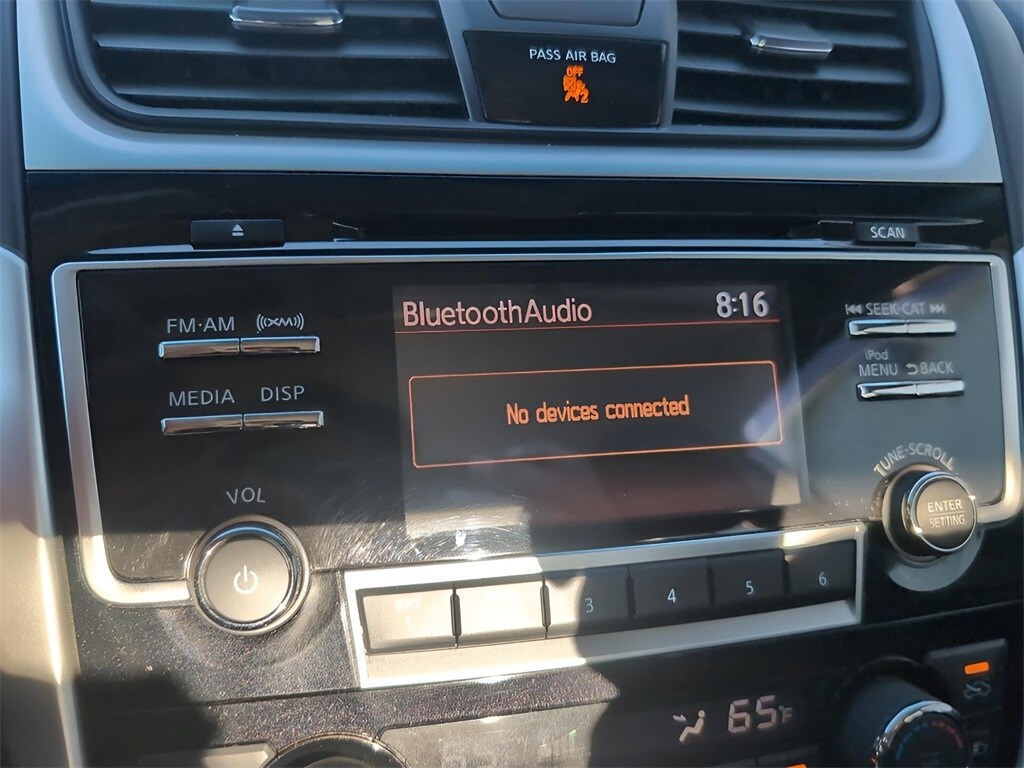 PASS AIR BAG
OFF
SCAN
BluetoothAudio 8:16
FM·AM (((XM)))
SEEK·CAT
iPod
MENU BACK
MEDIA DISP
No devices connected
TUNE·SCROLL
VOL
ENTER
SETTING
3 4 5 6
65°F